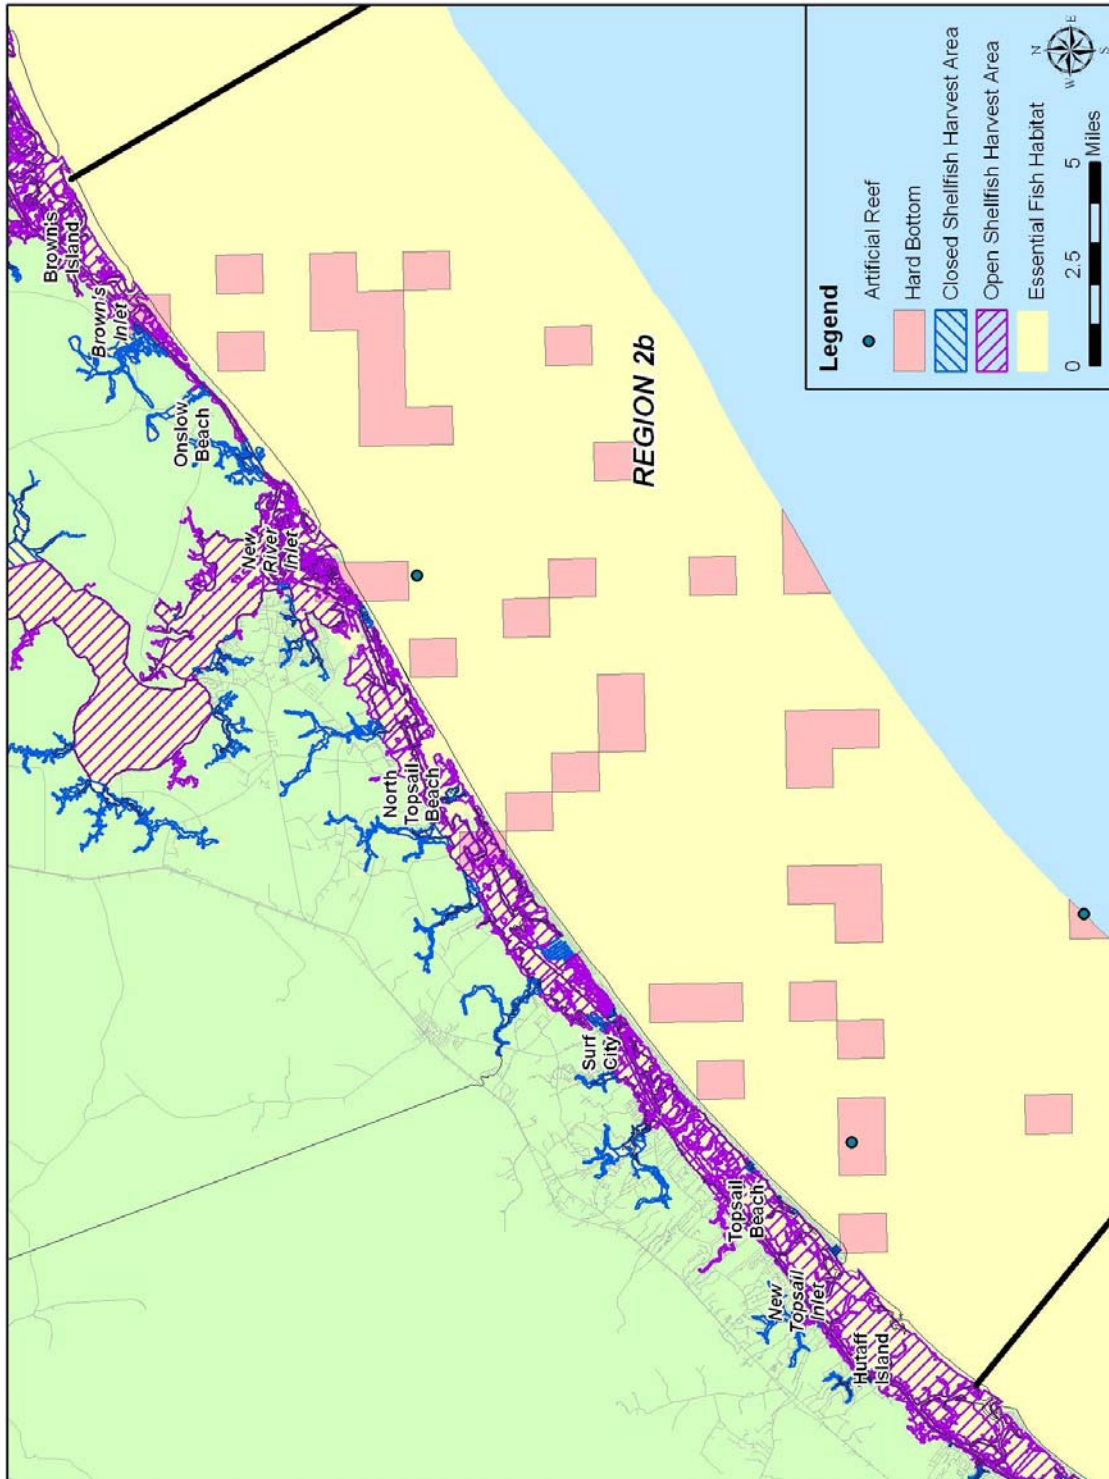 Brown's
Island
Brown's
Inlet
Onslow
Beach
New
River
Inlet
North
Topsail
Beach
Surf
City
Topsail
Beach
New
Topsail
Inlet
Hutaff
Island
REGION 2b
Legend
Artificial Reef
Hard Bottom
Closed Shellfish Harvest Area
Open Shellfish Harvest Area
Essential Fish Habitat
0 2.5 5
Miles
N
E
S
W